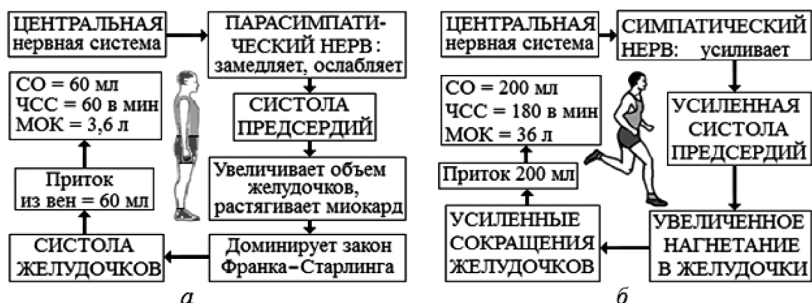 ЦЕНТРАЛЬНАЯ
нервная система
ПАРАСИМПАТИ-
ЧЕСКИЙ НЕРВ:
замедляет, ослабляет
СО = 60 мл
ЧСС = 60 в мин
МОК = 3,6 л
СИСТОЛА
ПРЕДСЕРДИЙ
Приток
из вен = 60 мл
Увеличивает объем
желудочков,
растягивает миокард
СИСТОЛА
ЖЕЛУДОЧКОВ
Доминирует закон
Франка–Старлинга
а
ЦЕНТРАЛЬНАЯ
нервная система
СИМПАТИЧЕСКИЙ
НЕРВ: усиливает
СО = 200 мл
ЧСС = 180 в мин
МОК = 36 л
УСИЛЕННАЯ
СИСТОЛА
ПРЕДСЕРДИЙ
Приток 200 мл
УСИЛЕННЫЕ
СОКРАЩЕНИЯ
ЖЕЛУДОЧКОВ
УВЕЛИЧЕННОЕ
НАГНЕТАНИЕ
В ЖЕЛУДОЧКИ
б